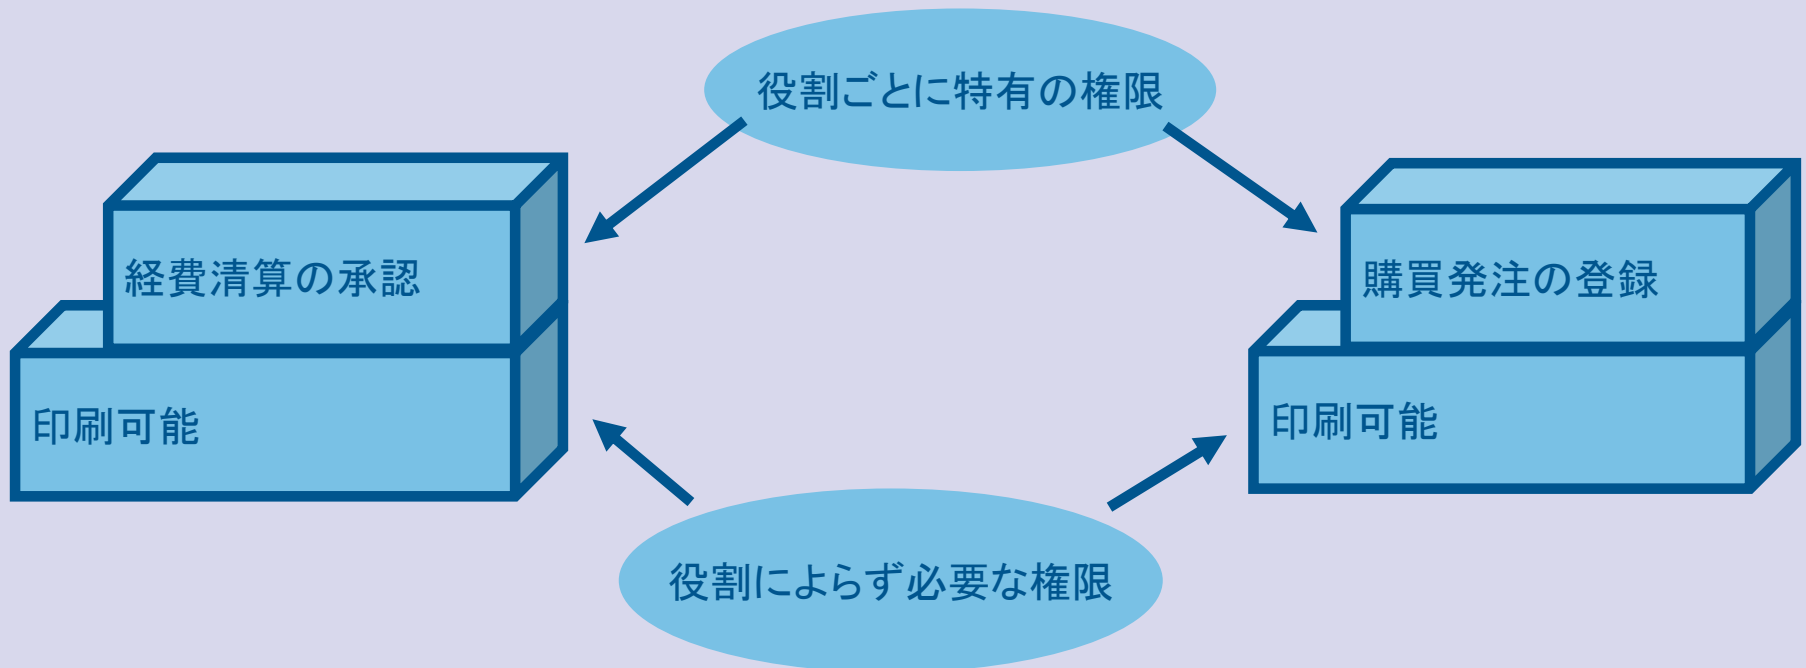 役割ごとに特有の権限
経費清算の承認
購買発注の登録
印刷可能
印刷可能
役割によらず必要な権限